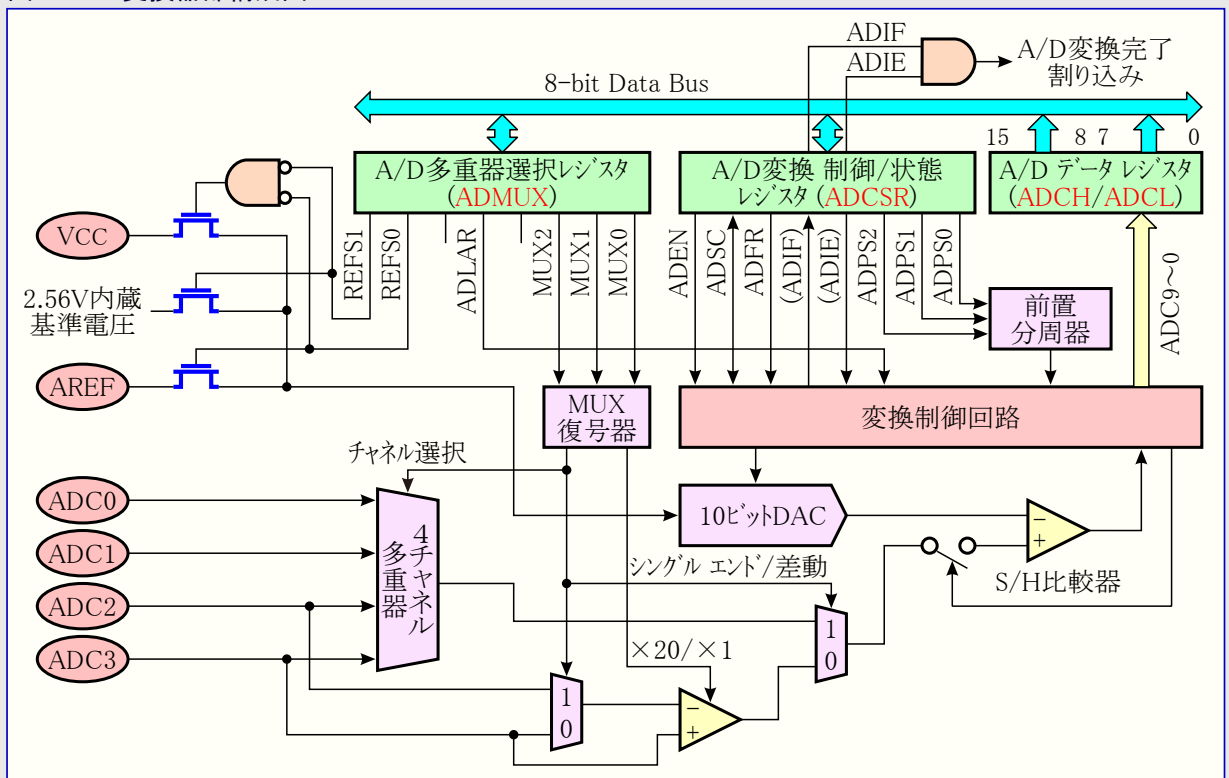 ADIF
ADIE
A/D変換完了
割り込み
8-bit Data Bus
15 8 7 0
A/D多重器選択レジスタ
(ADMUX)
A/D変換 制御/状態
レジスタ (ADCSR)
A/D データ レジスタ
(ADCH/ADCL)
VCC
2.56V内蔵
基準電圧
AREF
REFS1
REFS0
ADLAR
MUX2
MUX1
MUX0
ADEN
ADSC
ADFR
(ADIF)
(ADIE)
ADPS2
ADPS1
ADPS0
前置
分周器
ADC9~0
MUX
復号器
変換制御回路
チャネル選択
ADC0
ADC1
ADC2
ADC3
4チャネル
多重器
10ビットDAC
−
+
S/H比較器
シングル エンド/差動
1
0
×20/×1
1
0
−
+